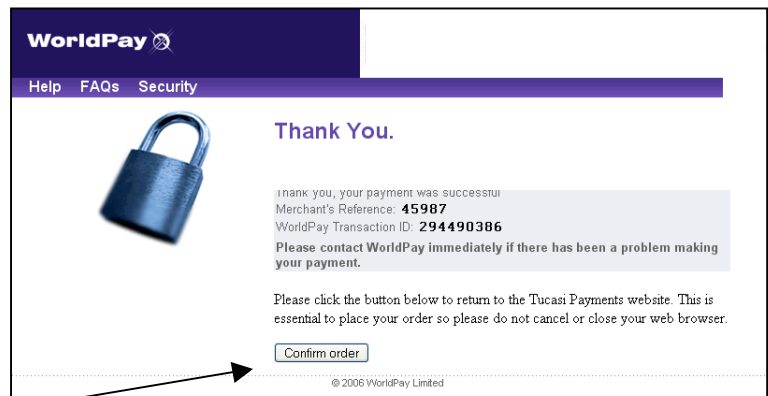 WorldPay
Help FAQs Security
Thank You.
Thank you, your payment was successful
Merchant's Reference: 45987
WorldPay Transaction ID: 294490386
Please contact WorldPay immediately if there has been a problem making
your payment.
Please click the button below to return to the Tucasi Payments website. This is
essential to place your order so please do not cancel or close your web browser.
Confirm order
© 2006 WorldPay Limited